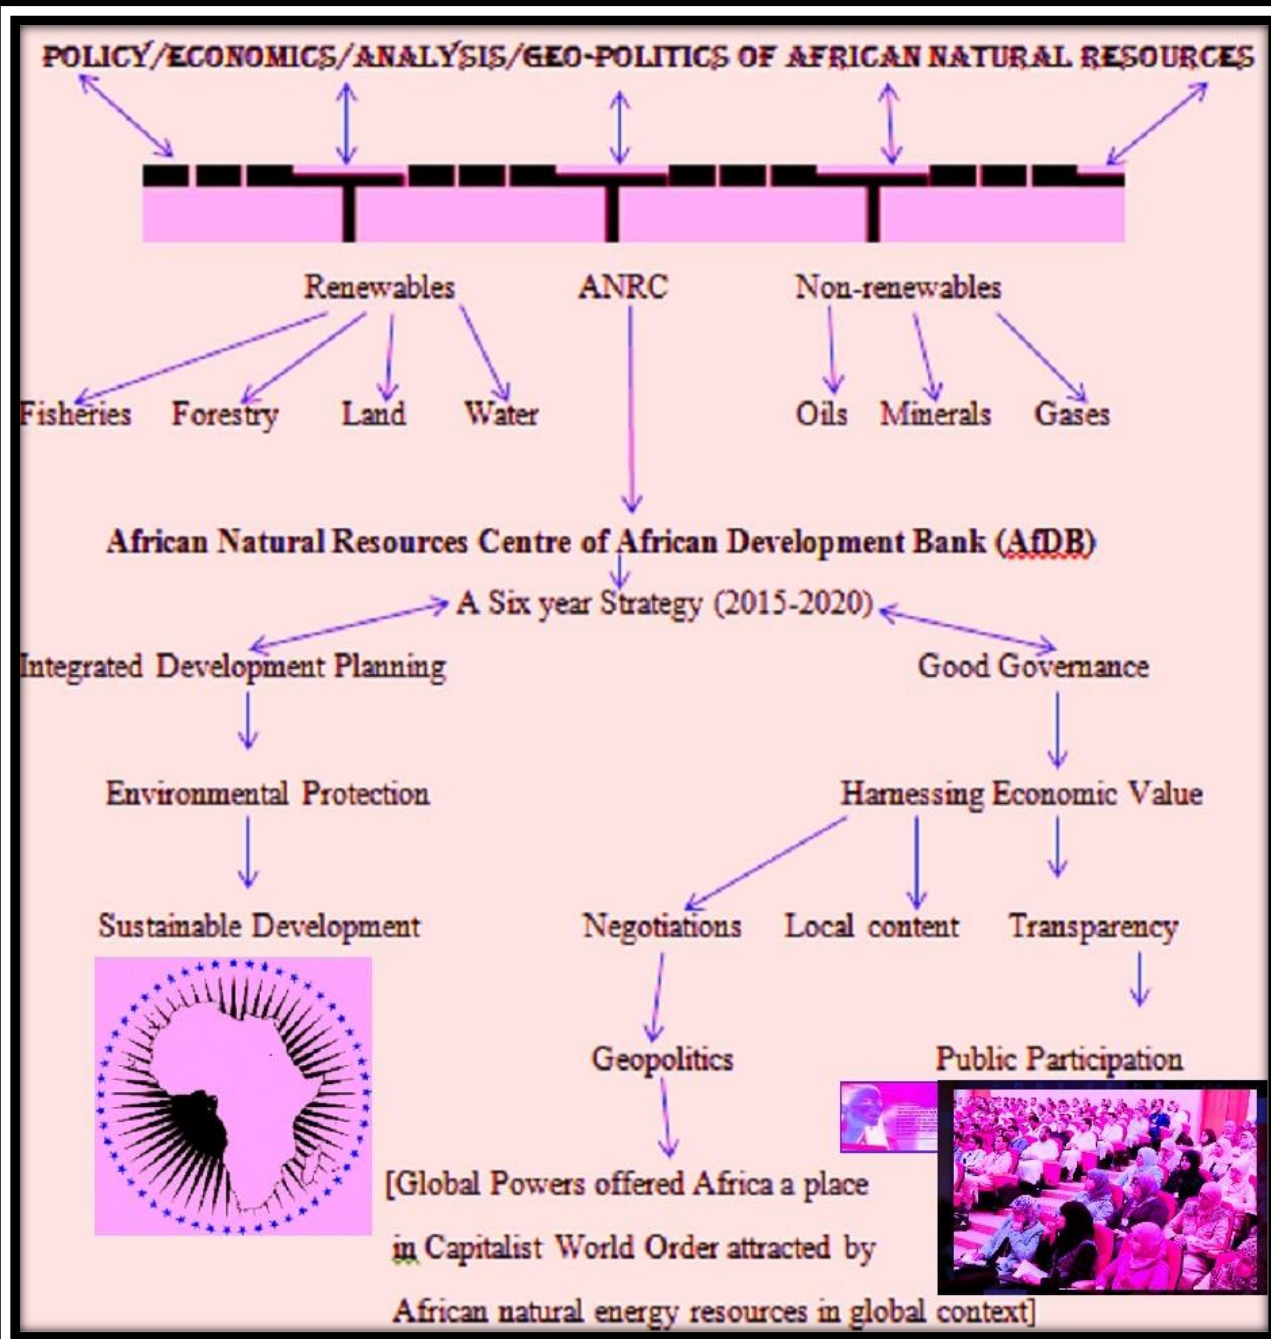 POLICY/ECONOMICS/ANALYSIS/GEO-POLITICS OF AFRICAN NATURAL RESOURCES
Renewables ANRC Non-renewables
Fisheries Forestry Land Water Oils Minerals Gases
African Natural Resources Centre of African Development Bank (AfDB)
A Six year Strategy (2015-2020)
Integrated Development Planning Good Governance
Environmental Protection Harnessing Economic Value
Sustainable Development Negotiations Local content Transparency
Geopolitics Public Participation
[Global Powers offered Africa a place
in Capitalist World Order attracted by
African natural energy resources in global context]